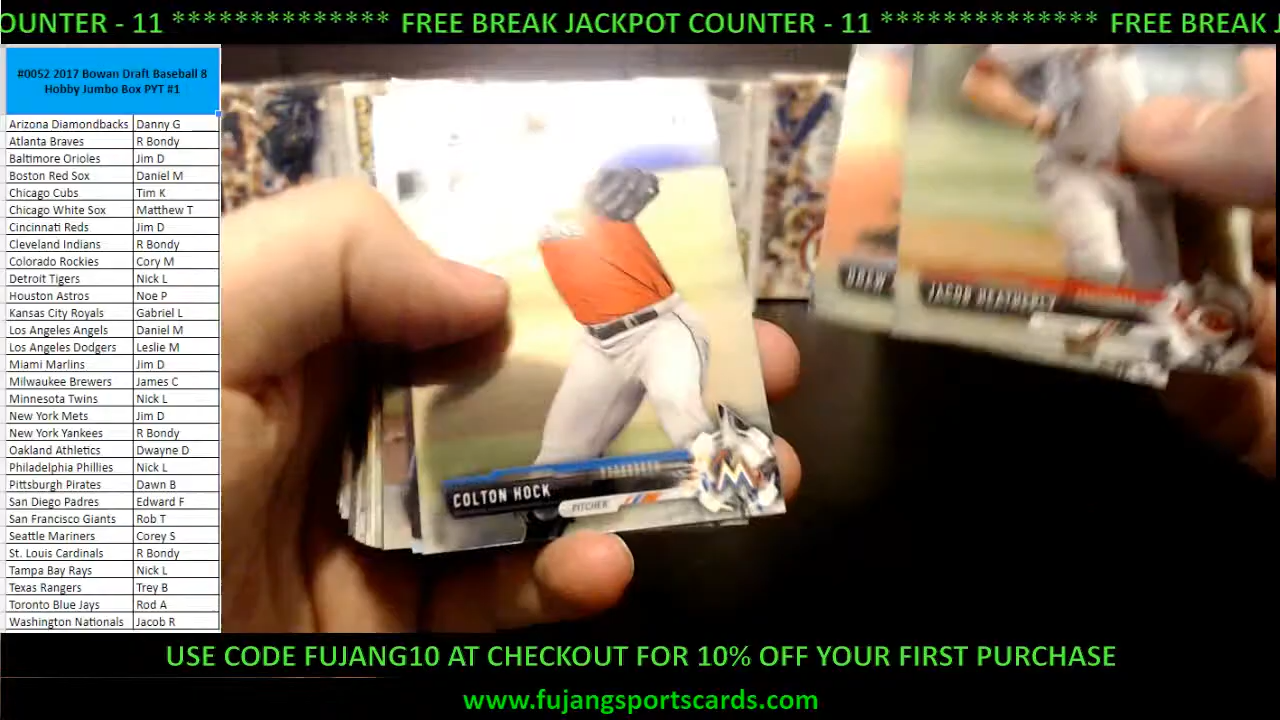 OUNTER - 11 ************** FREE BREAK JACKPOT COUNTER - 11 ************** FREE BREAK J
#0052 2017 Bowan Draft Baseball 8
Hobby Jumbo Box PYT #1
Arizona Diamondbacks Danny G
Atlanta Braves R Bondy
Baltimore Orioles Jim D
Boston Red Sox Daniel M
Chicago Cubs Tim K
Chicago White Sox Matthew T
Cincinnati Reds Jim D
Cleveland Indians R Bondy
Colorado Rockies Cory M
Detroit Tigers Nick L
Houston Astros Noe P
Kansas City Royals Gabriel L
Los Angeles Angels Daniel M
Los Angeles Dodgers Leslie M
Miami Marlins Jim D
Milwaukee Brewers James C
Minnesota Twins Nick L
New York Mets Jim D
New York Yankees R Bondy
Oakland Athletics Dwayne D
Philadelphia Phillies Nick L
Pittsburgh Pirates Dawn B
San Diego Padres Edward F
San Francisco Giants Rob T
Seattle Mariners Corey S
St. Louis Cardinals R Bondy
Tampa Bay Rays Nick L
Texas Rangers Trey B
Toronto Blue Jays Rod A
Washington Nationals Jacob R
JACOB HEATHERLY
COLTON HOCK
PITCHER
M
USE CODE FUJANG10 AT CHECKOUT FOR 10% OFF YOUR FIRST PURCHASE
www.fujangsportscards.com